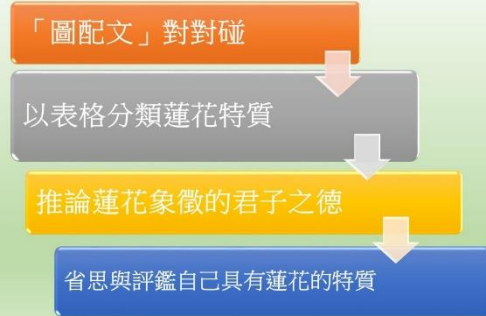 「圖配文」對對碰
以表格分類蓮花特質
推論蓮花象徵的君子之德
省思與評鑑自己具有蓮花的特質